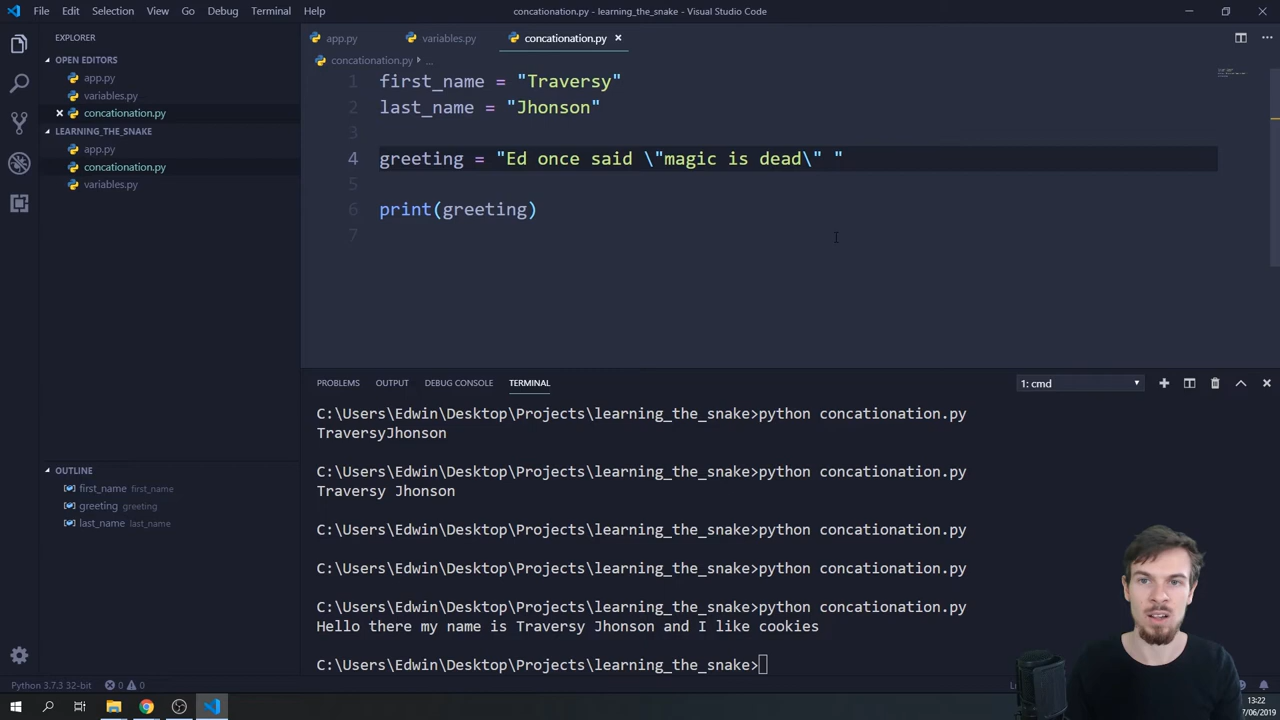 File Edit Selection View Go Debug Terminal Help
concationation.py - learning_the_snake - Visual Studio Code
EXPLORER
OPEN EDITORS
app.py
variables.py
concationation.py
LEARNING_THE_SNAKE
app.py
concationation.py
variables.py
OUTLINE
first_name first_name
greeting greeting
last_name last_name
app.py variables.py concationation.py
concationation.py ...
1 first_name = "Traversy"
2 last_name = "Jhonson"
3
4 greeting = "Ed once said \"magic is dead\" "
5
6 print(greeting)
7
PROBLEMS OUTPUT DEBUG CONSOLE TERMINAL
1: cmd
C:\Users\Edwin\Desktop\Projects\learning_the_snake>python concationation.py
TraversyJhonson
C:\Users\Edwin\Desktop\Projects\learning_the_snake>python concationation.py
Traversy Jhonson
C:\Users\Edwin\Desktop\Projects\learning_the_snake>python concationation.py
C:\Users\Edwin\Desktop\Projects\learning_the_snake>python concationation.py
C:\Users\Edwin\Desktop\Projects\learning_the_snake>python concationation.py
Hello there my name is Traversy Jhonson and I like cookies
C:\Users\Edwin\Desktop\Projects\learning_the_snake>
Python 3.7.3 32-bit 0 0
13:22
7/06/2019